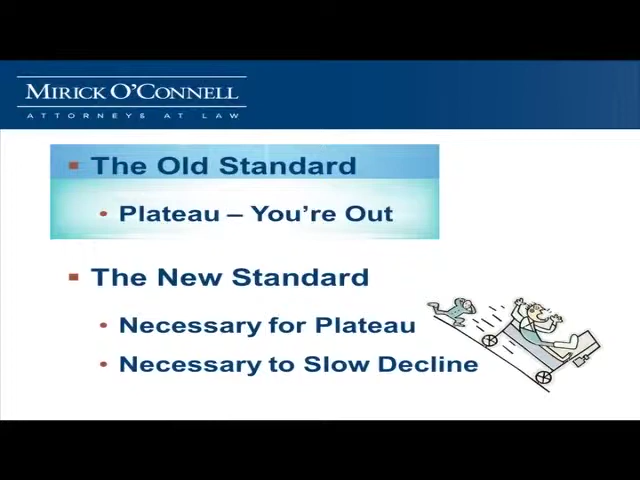 MIRICK O'CONNELL
ATTORNEYS AT LAW
The Old Standard
Plateau – You're Out
The New Standard
Necessary for Plateau
Necessary to Slow Decline